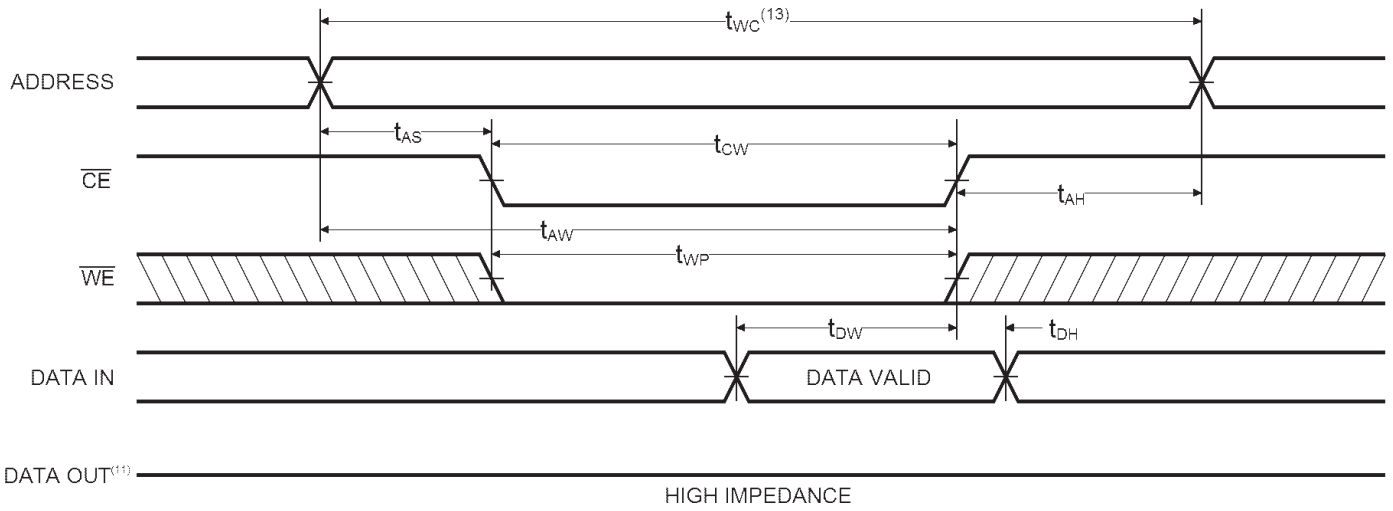 tWC(13)
ADDRESS
tAS
tCW
CE
tAH
tAW
WE
tWP
tDW
tDH
DATA IN
DATA VALID
DATA OUT(11)
HIGH IMPEDANCE